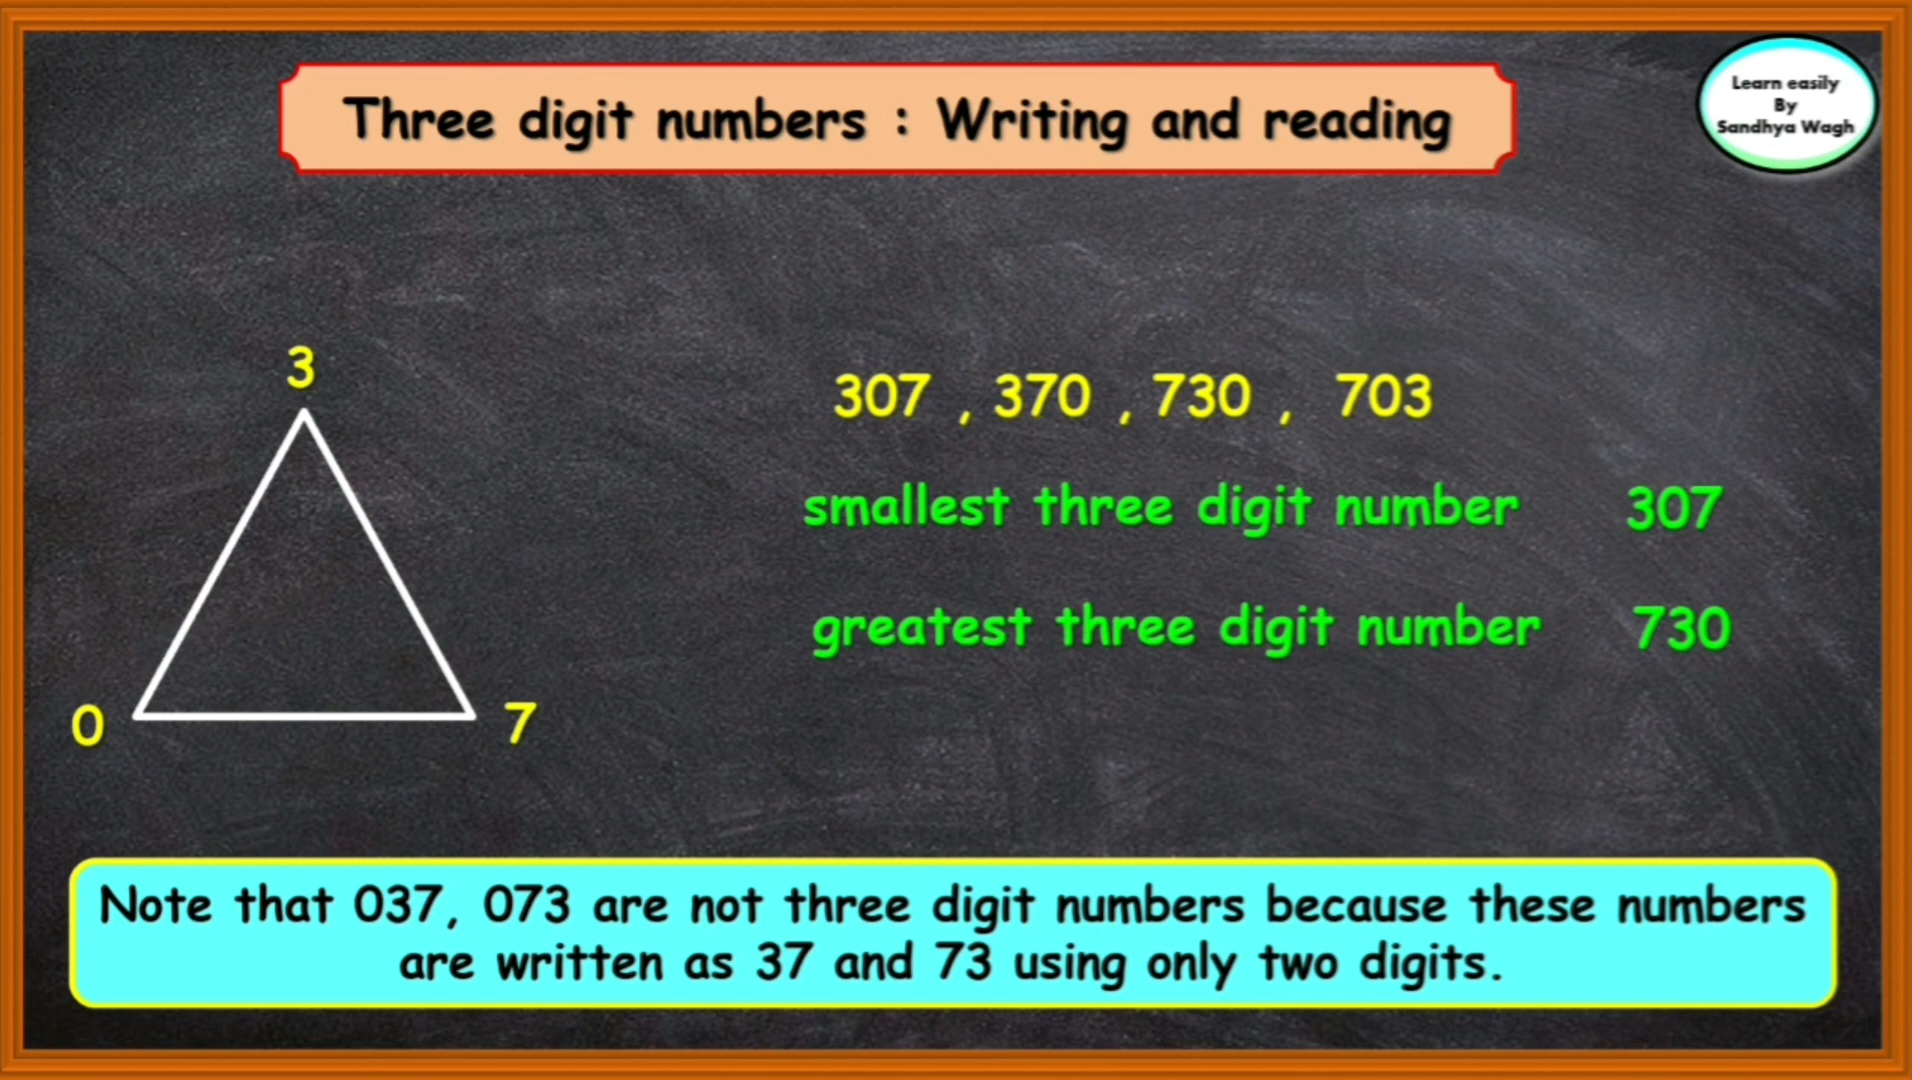 Three digit numbers : Writing and reading
Learn easily
By
Sandhya Wagh
3
0
7
307 , 370 , 730 , 703
smallest three digit number 307
greatest three digit number 730
Note that 037, 073 are not three digit numbers because these numbers
are written as 37 and 73 using only two digits.